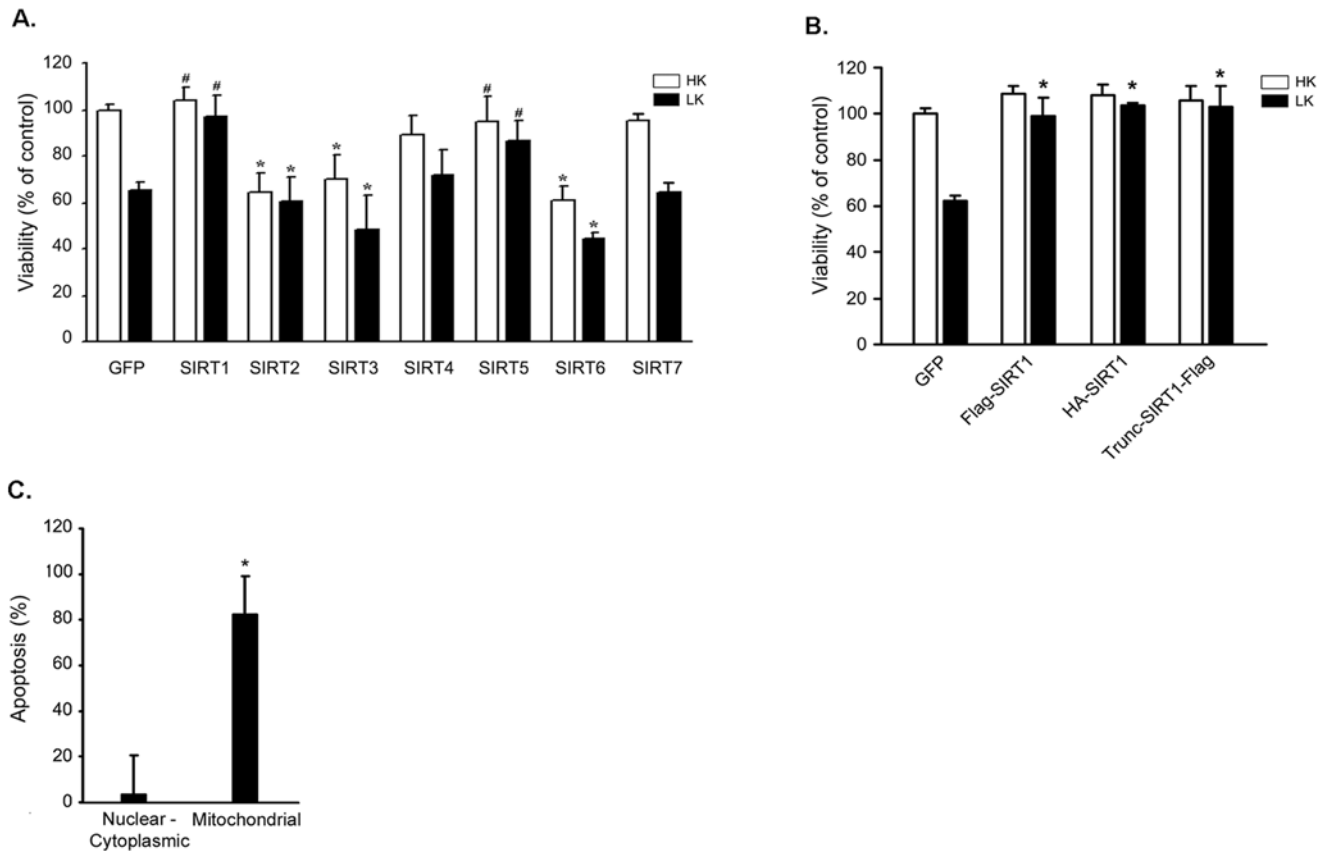 A.
120
100
80
60
40
20
0
Viability (% of control)
# #
* *
* *
# #
* *
HK
LK
GFP SIRT1 SIRT2 SIRT3 SIRT4 SIRT5 SIRT6 SIRT7
B.
120
100
80
60
40
20
0
Viability (% of control)
* * *
HK
LK
GFP
Flag-SIRT1
HA-SIRT1
Trunc-SIRT1-Flag
C.
120
100
80
60
40
20
0
Apoptosis (%)
*
Nuclear -
Cytoplasmic
Mitochondrial